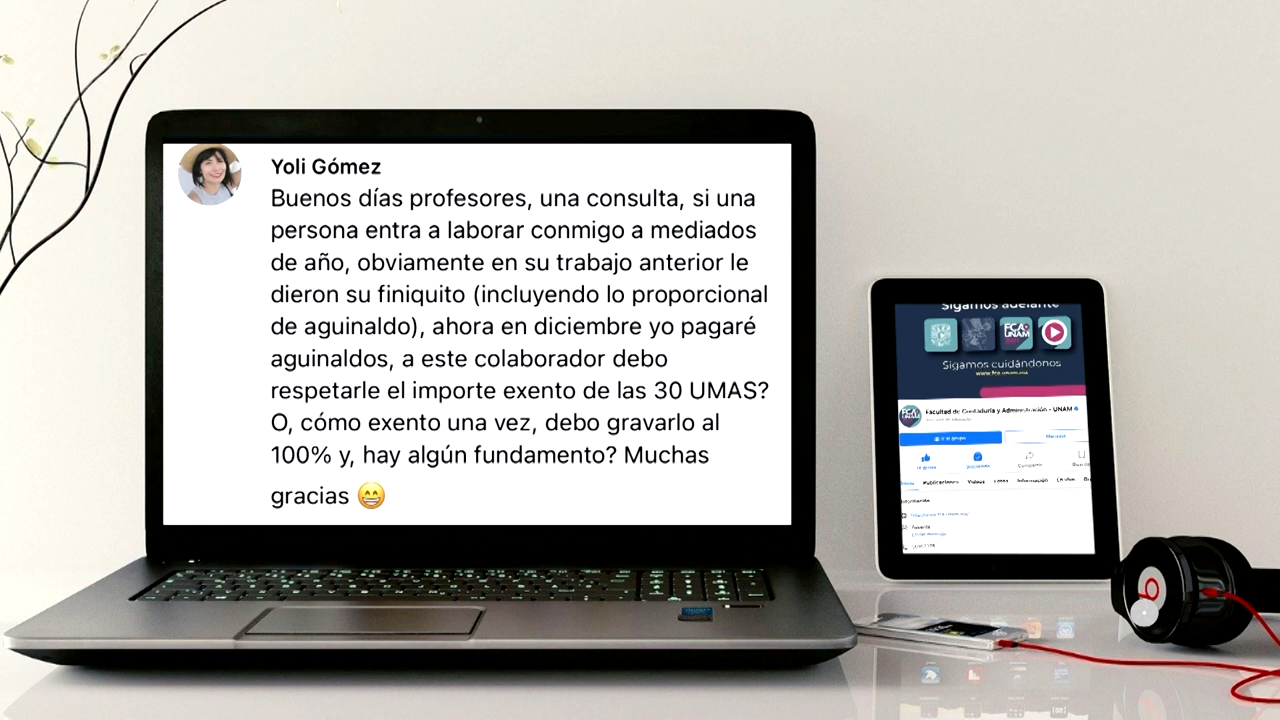 Yoli Gómez
Buenos días profesores, una consulta, si una
persona entra a laborar conmigo a mediados
de año, obviamente en su trabajo anterior le
dieron su finiquito (incluyendo lo proporcional
de aguinaldo), ahora en diciembre yo pagaré
aguinaldos, a este colaborador debo
respetarle el importe exento de las 30 UMAS?
O, cómo exento una vez, debo gravarlo al
100% y, hay algún fundamento? Muchas
gracias 😁
Sigamos adelante
FCA
UNAM
Sigamos cuidándonos
Facultad de Contaduría y Administración - UNAM
Publicaciones Videos Información